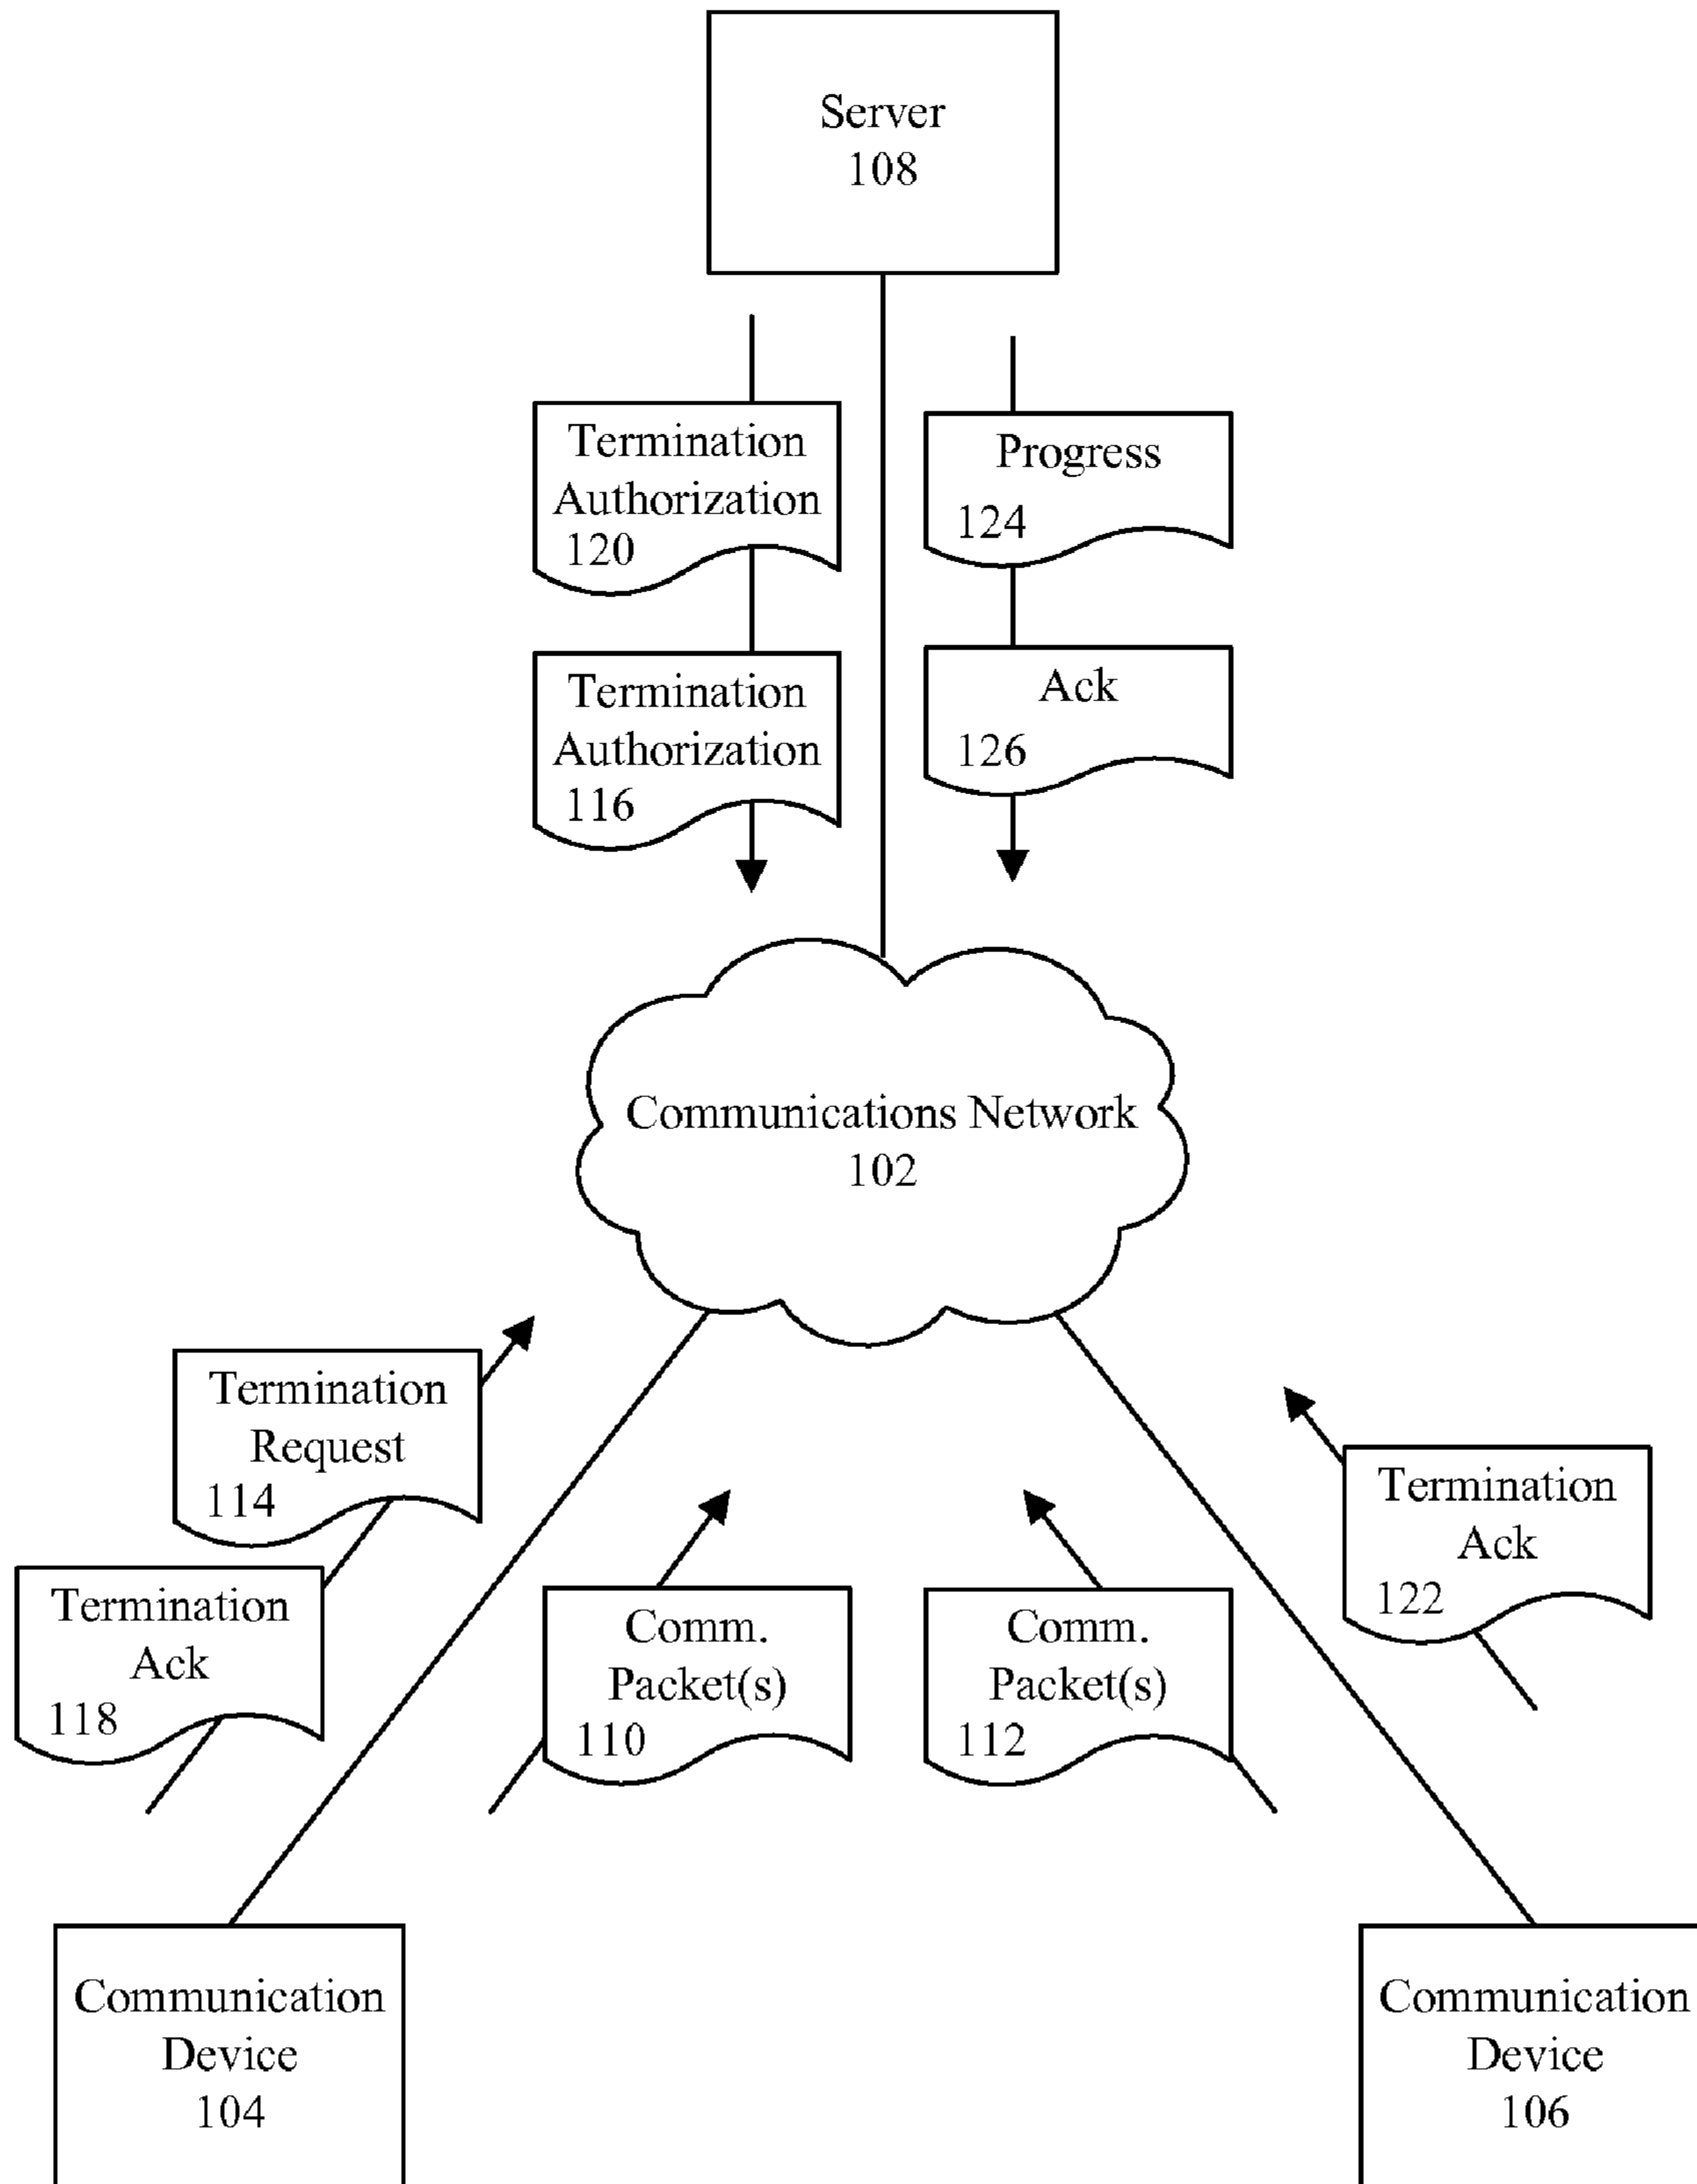 Server
108
Termination
Authorization
120
Progress
124
Termination
Authorization
116
Ack
126
Communications Network
102
Termination
Request
114
Termination
Ack
122
Termination
Ack
118
Comm.
Packet(s)
110
Comm.
Packet(s)
112
Communication
Device
104
Communication
Device
106